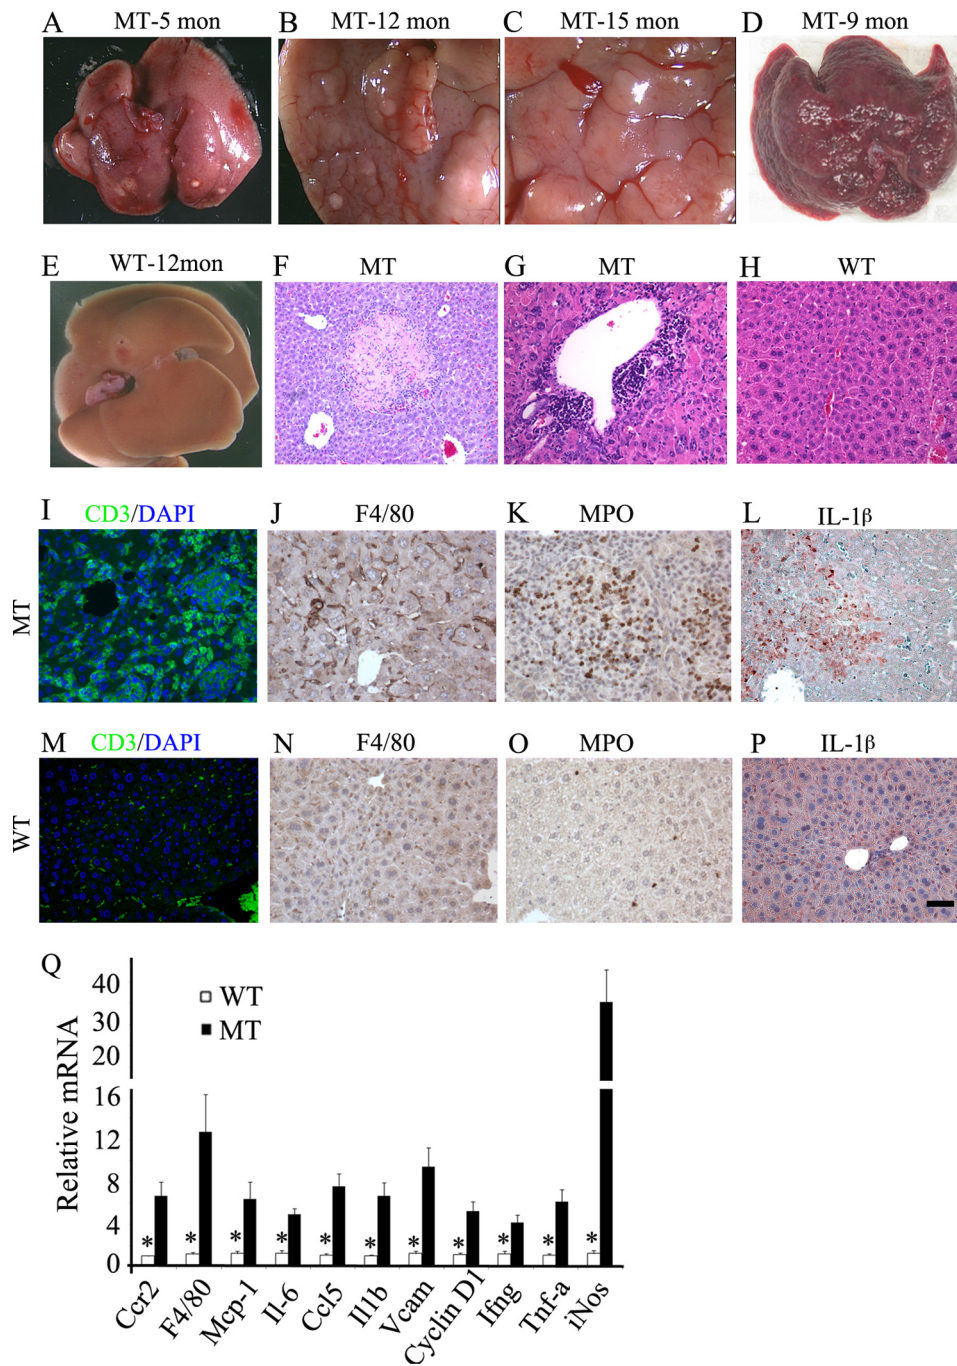 A MT-5 mon B MT-12 mon C MT-15 mon D MT-9 mon
E WT-12mon F MT G MT H WT
I CD3/DAPI J F4/80 K MPO L IL-1β
MT
M CD3/DAPI N F4/80 O MPO P IL-1β
WT
Q
Relative mRNA
40
30
20
16
12
8
4
0
WT
MT
* * * * * * * * * * *
Ccr2 F4/80 Mcp-1 Il-6 Ccl5 Il1b Vcam Cyclin D1 Ifng Tnf-a iNos